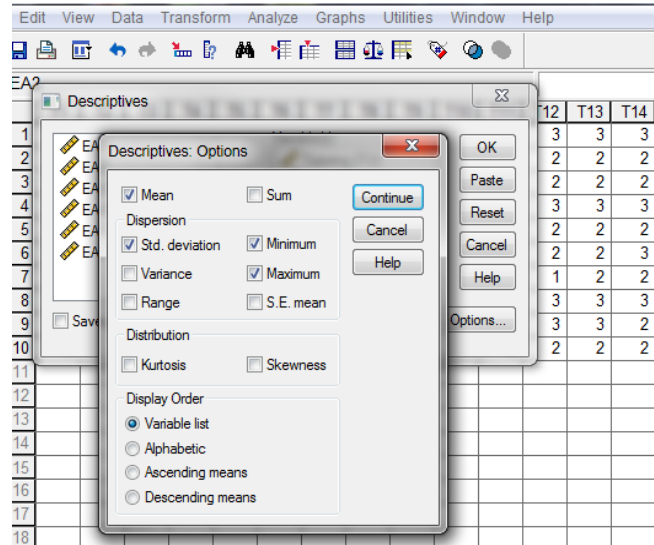 Edit View Data Transform Analyze Graphs Utilities Window Help
EA2
Descriptives
T12 T13 T14
Descriptives: Options
Mean Sum
Dispersion
Std. deviation Minimum
Variance Maximum
Range S.E. mean
Distribution
Kurtosis Skewness
Display Order
Variable list
Alphabetic
Ascending means
Descending means
Continue
Cancel
Help
EA
EA
EA
EA
EA
EA
Save
OK
Paste
Reset
Cancel
Help
Options...
1 3 3 3
2 2 2 2
3 2 2 2
4 3 3 3
5 2 2 2
6 2 2 3
7 1 2 2
8 3 3 3
9 3 3 2
10 2 2 2
11
12
13
14
15
16
17
18